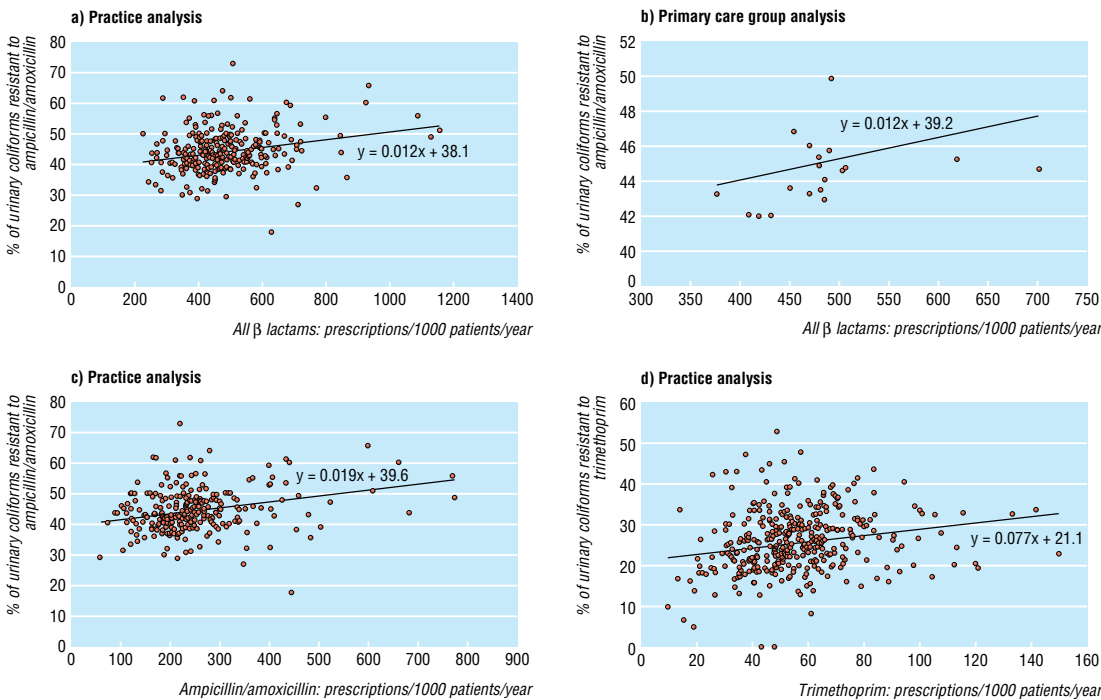 a) Practice analysis
% of urinary coliforms resistant to
ampicillin/amoxicillin
80
70
60
50
40
30
20
10
0
y = 0.012x + 38.1
0 200 400 600 800 1000 1200 1400
All β lactams: prescriptions/1000 patients/year
b) Primary care group analysis
% of urinary coliforms resistant to
ampicillin/amoxicillin
52
50
48
46
44
42
40
0
y = 0.012x + 39.2
300 350 400 450 500 550 600 650 700 750
All β lactams: prescriptions/1000 patients/year
c) Practice analysis
% of urinary coliforms resistant to
ampicillin/amoxicillin
80
70
60
50
40
30
20
10
0
y = 0.019x + 39.6
0 100 200 300 400 500 600 700 800 900
Ampicillin/amoxicillin: prescriptions/1000 patients/year
d) Practice analysis
% of urinary coliforms resistant to
trimethoprim
60
50
40
30
20
10
0
y = 0.077x + 21.1
0 20 40 60 80 100 120 140 160
Trimethoprim: prescriptions/1000 patients/year